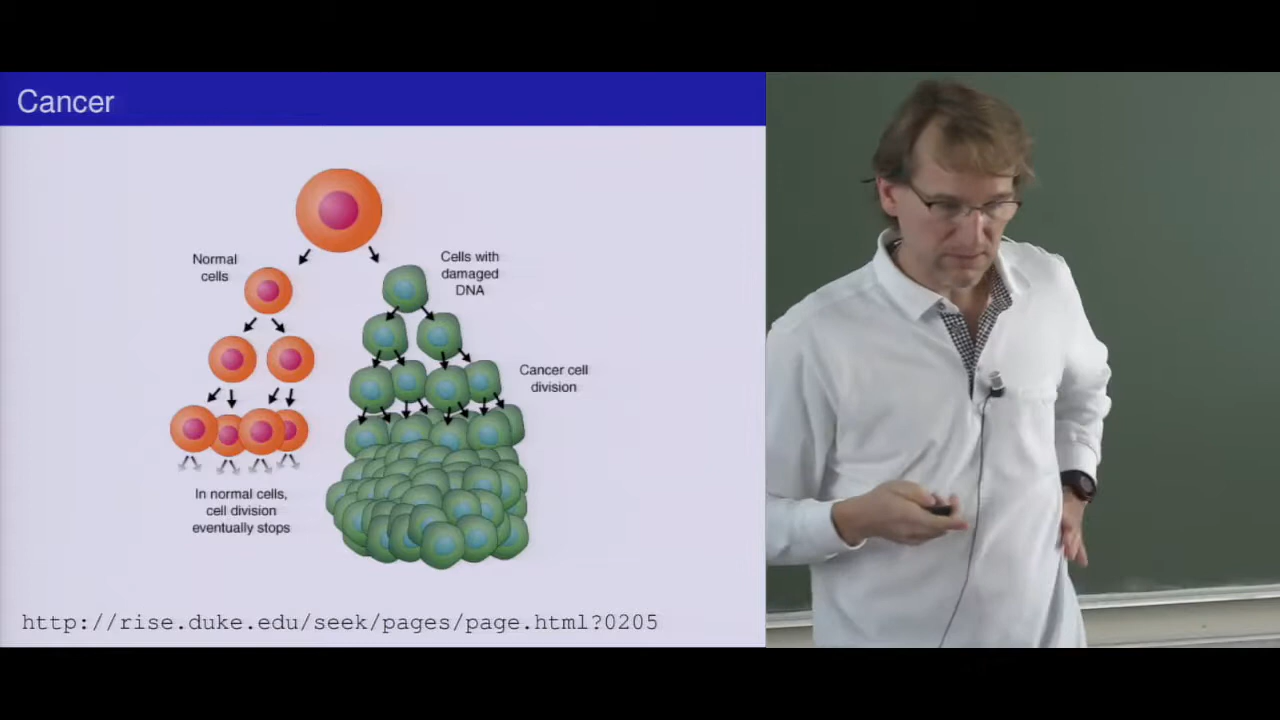 Cancer
Normal
cells
Cells with
damaged
DNA
Cancer cell
division
In normal cells,
cell division
eventually stops
http://rise.duke.edu/seek/pages/page.html?0205